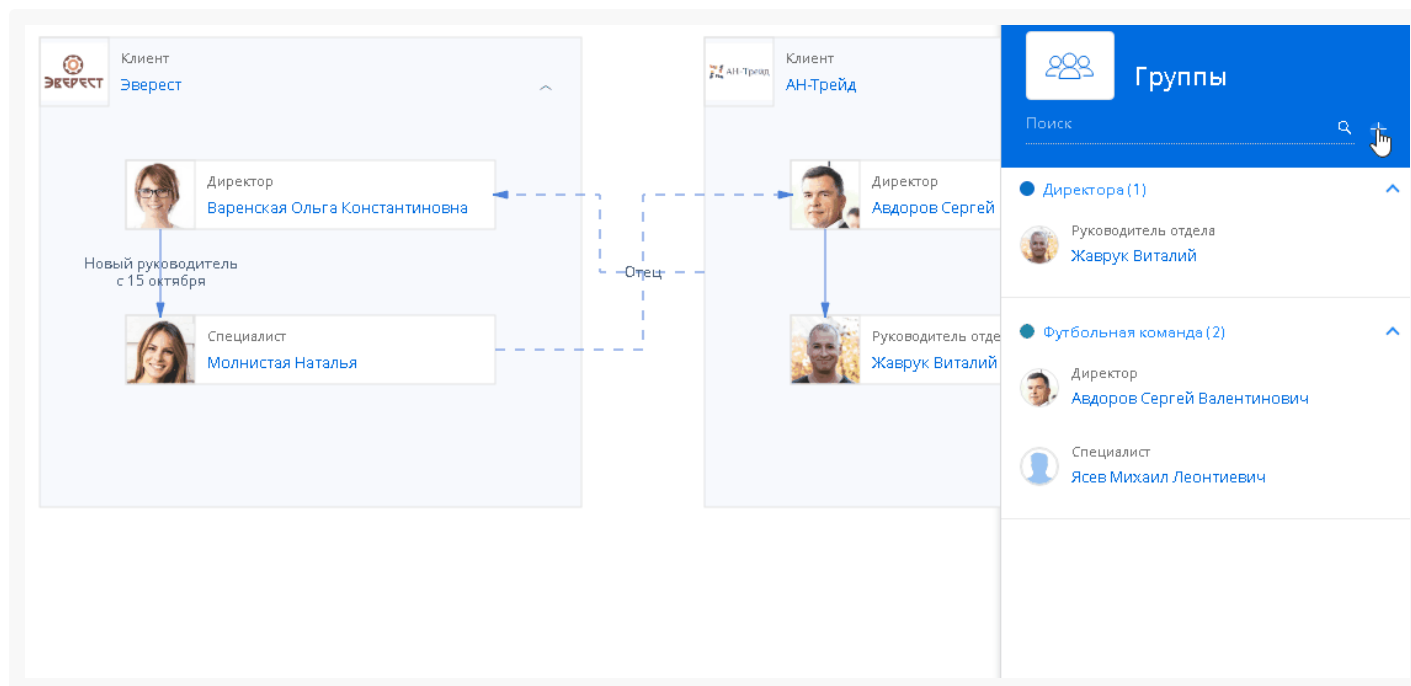 Клиент
Эверест
ЭВЕРЕСТ
Директор
Варенская Ольга Константиновна
Новый руководитель
с 15 октября
Специалист
Молнистая Наталья
Отец
Клиент
АН-Трейд
АН-Трейд
Директор
Авдоров Сергей
Руководитель отде
Жаврук Виталий
Группы
Поиск
Директора (1)
Руководитель отдела
Жаврук Виталий
Футбольная команда (2)
Директор
Авдоров Сергей Валентинович
Специалист
Ясев Михаил Леонтиевич